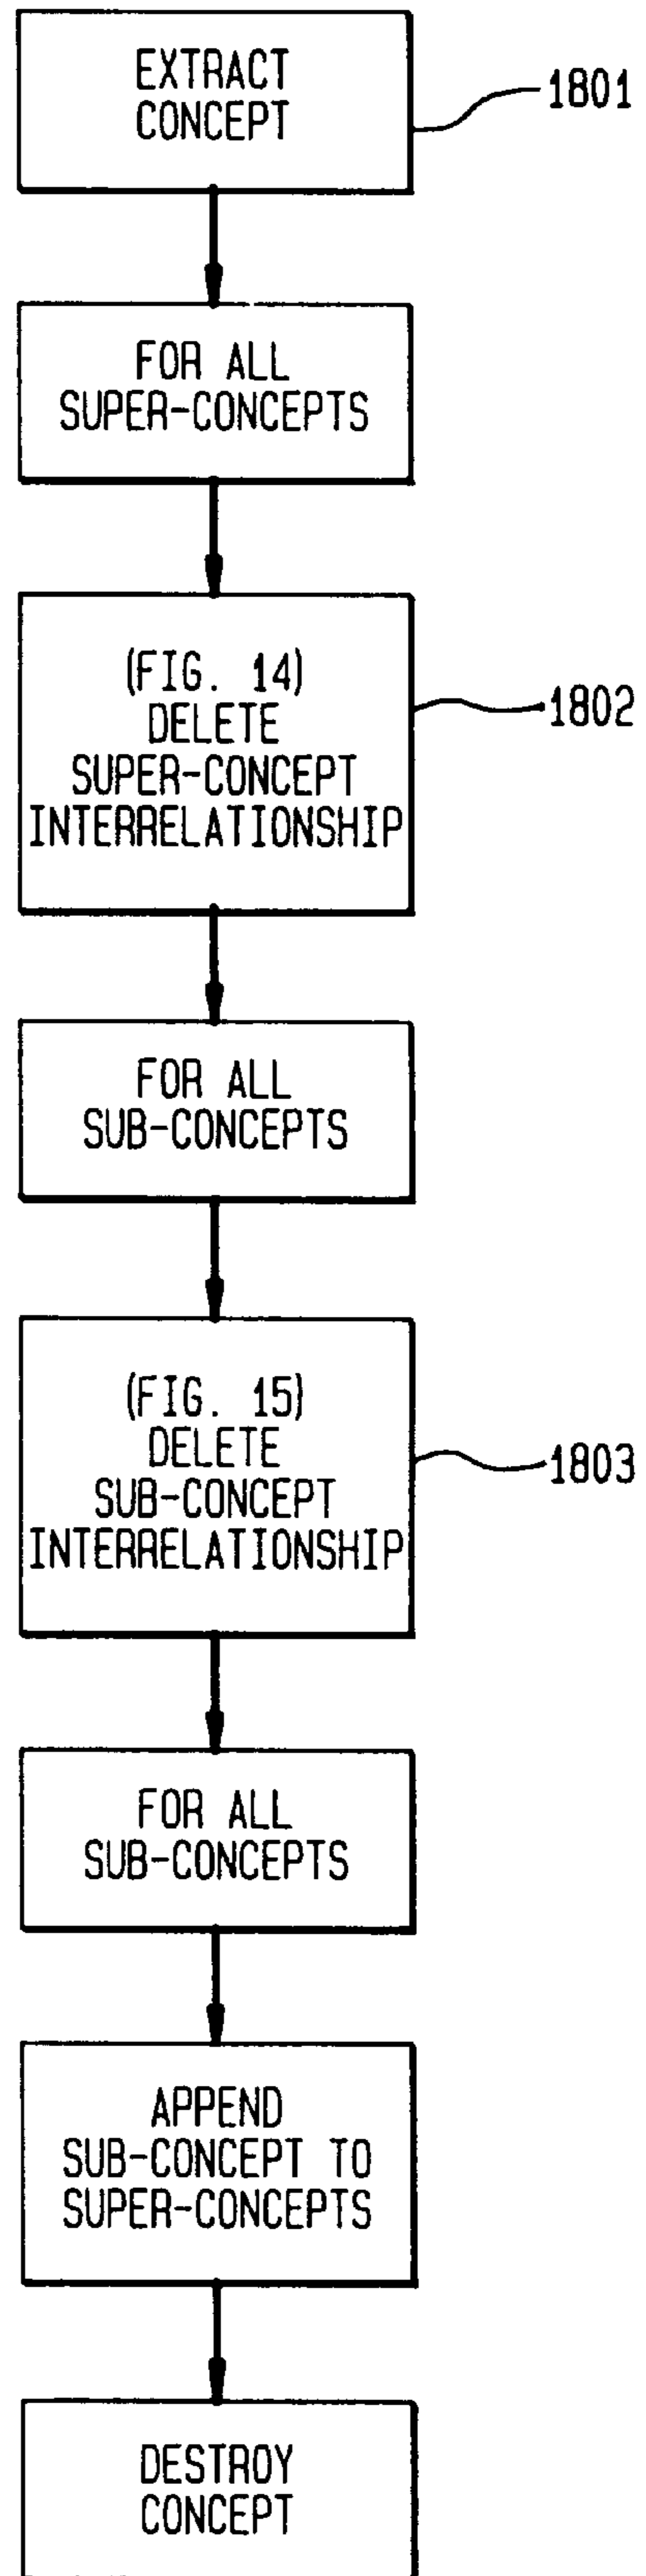 EXTRACT
CONCEPT
1801
FOR ALL
SUPER-CONCEPTS
(FIG. 14)
DELETE
SUPER-CONCEPT
INTERRELATIONSHIP
1802
FOR ALL
SUB-CONCEPTS
(FIG. 15)
DELETE
SUB-CONCEPT
INTERRELATIONSHIP
1803
FOR ALL
SUB-CONCEPTS
APPEND
SUB-CONCEPT TO
SUPER-CONCEPTS
DESTROY
CONCEPT